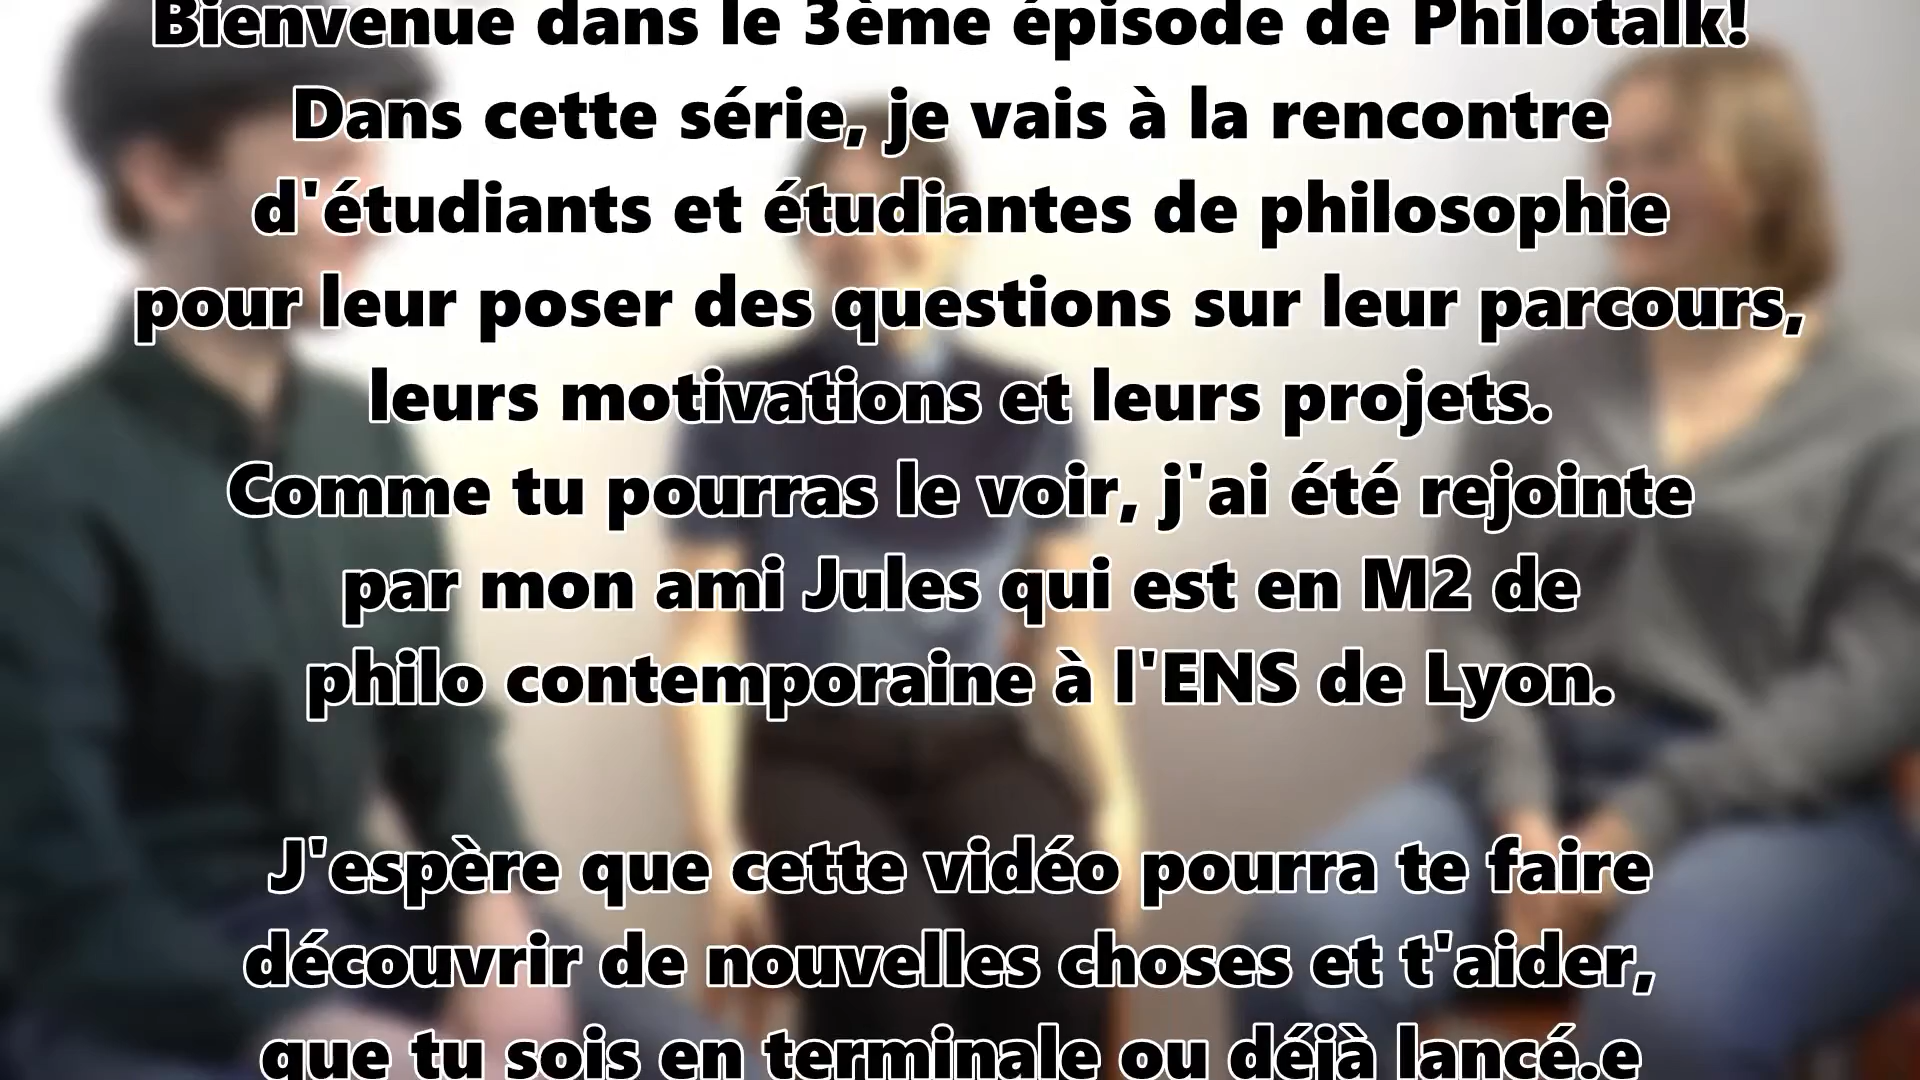 Bienvenue dans le 3ème épisode de Philotalk!
Dans cette série, je vais à la rencontre
d'étudiants et étudiantes de philosophie
pour leur poser des questions sur leur parcours,
leurs motivations et leurs projets.
Comme tu pourras le voir, j'ai été rejointe
par mon ami Jules qui est en M2 de
philo contemporaine à l'ENS de Lyon.
J'espère que cette vidéo pourra te faire
découvrir de nouvelles choses et t'aider,
que tu sois en terminale ou déjà lancé.e